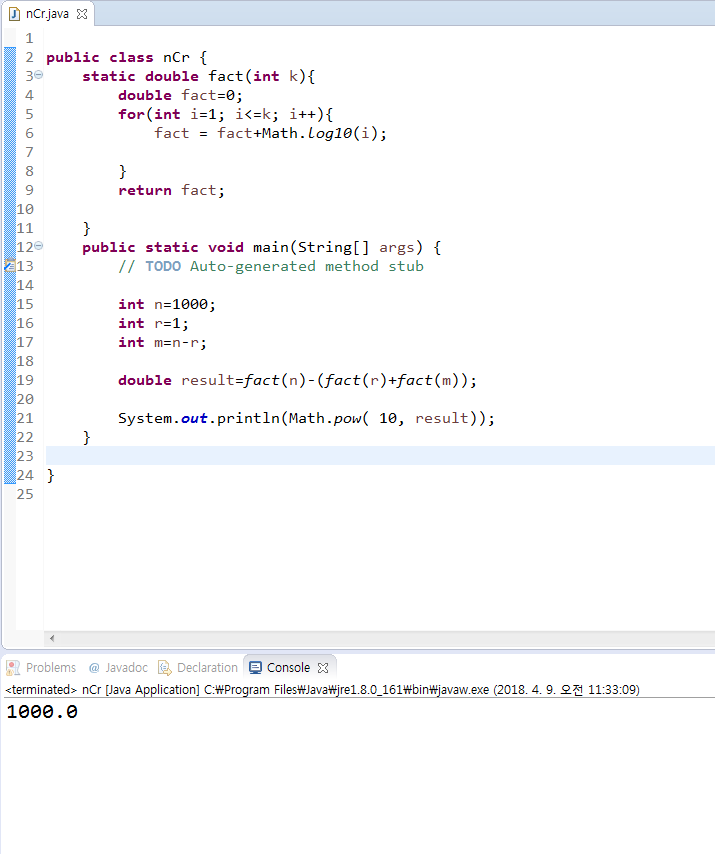 nCr.java
1
2 public class nCr {
3 static double fact(int k){
4 double fact=0;
5 for(int i=1; i<=k; i++){
6 fact = fact+Math.log10(i);
7
8 }
9 return fact;
10
11 }
12 public static void main(String[] args) {
13 // TODO Auto-generated method stub
14
15 int n=1000;
16 int r=1;
17 int m=n-r;
18
19 double result=fact(n)-(fact(r)+fact(m));
20
21 System.out.println(Math.pow( 10, result));
22 }
23
24 }
25
Problems @ Javadoc Declaration Console
<terminated> nCr [Java Application] C:₩Program Files₩Java₩jre1.8.0_161₩bin₩javaw.exe (2018. 4. 9. 오전 11:33:09)
1000.0